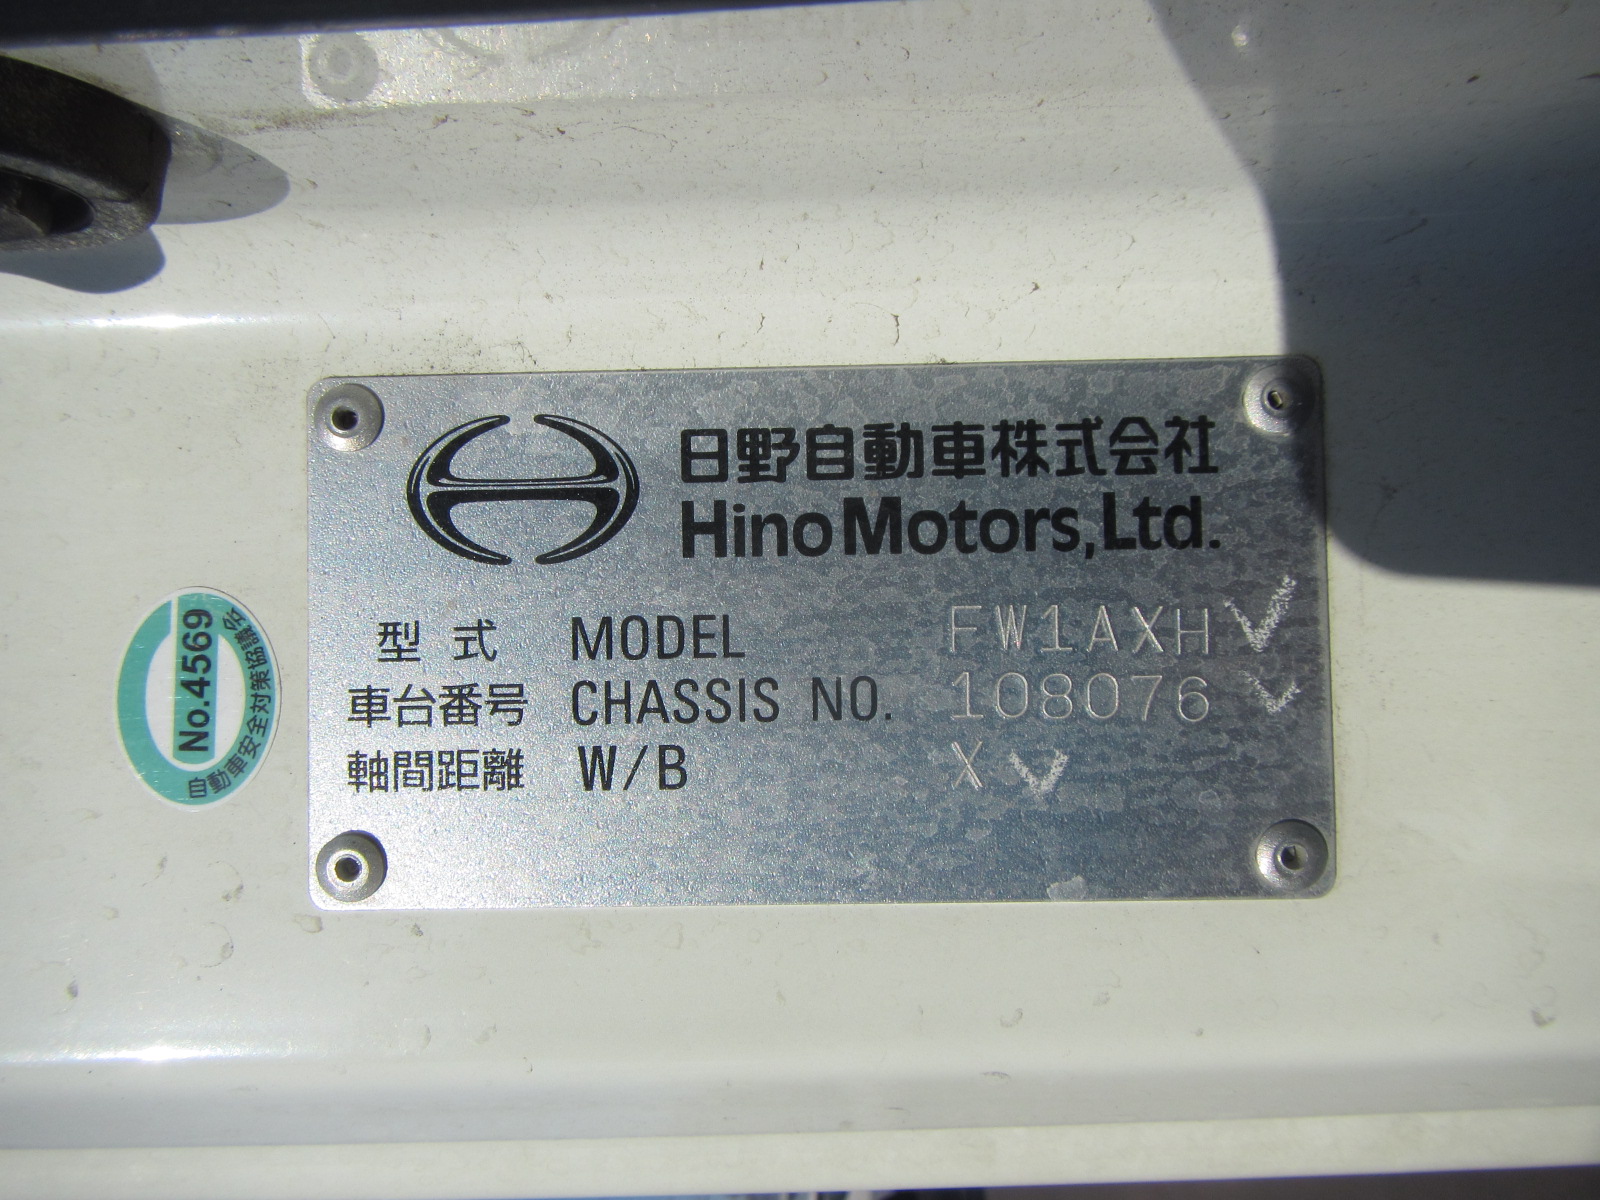 日野自動車株式会社
Hino Motors, Ltd.
型式 MODEL FW1AXH
車台番号 CHASSIS NO. 108076
軸間距離 W/B X
No.4569
自動車安全対策協議会